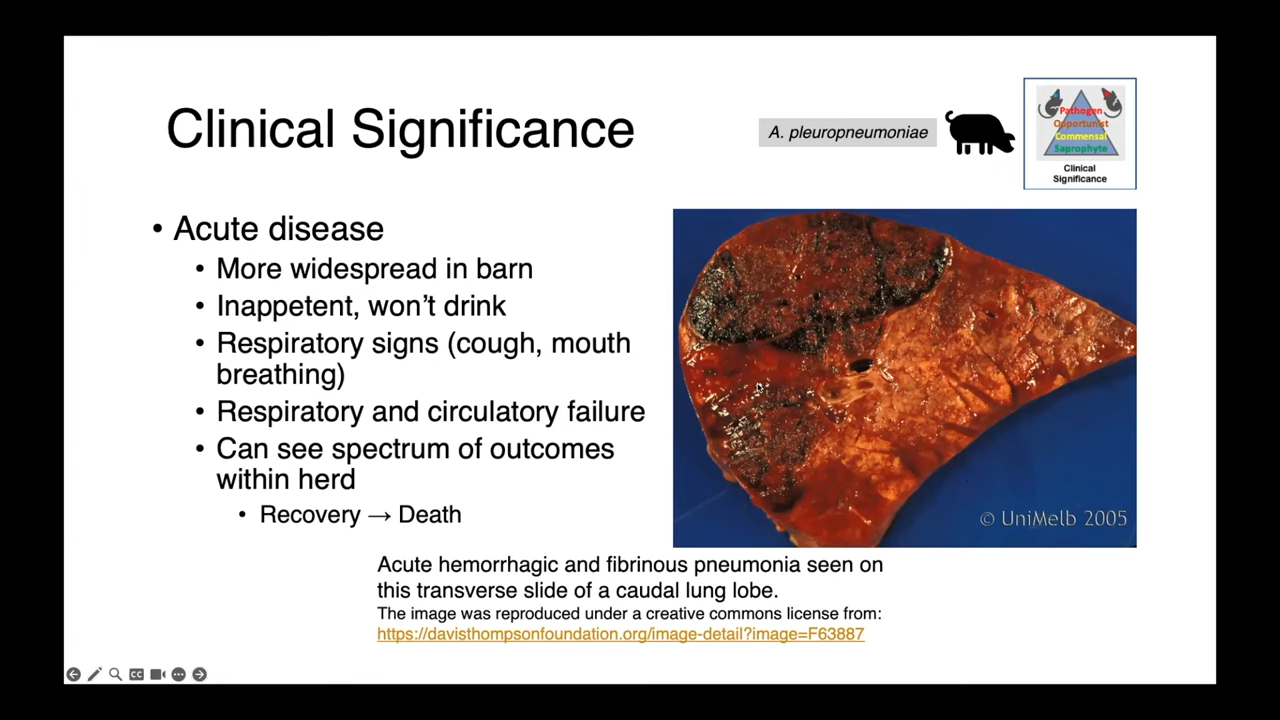 Clinical Significance
A. pleuropneumoniae
Pathogen
Opportunist
Commensal
Saprophyte
Clinical
Significance
• Acute disease
• More widespread in barn
• Inappetent, won’t drink
• Respiratory signs (cough, mouth
breathing)
• Respiratory and circulatory failure
• Can see spectrum of outcomes
within herd
• Recovery → Death
© UniMelb 2005
Acute hemorrhagic and fibrinous pneumonia seen on
this transverse slide of a caudal lung lobe.
The image was reproduced under a creative commons license from:
https://davisthompsonfoundation.org/image-detail?image=F63887
CC